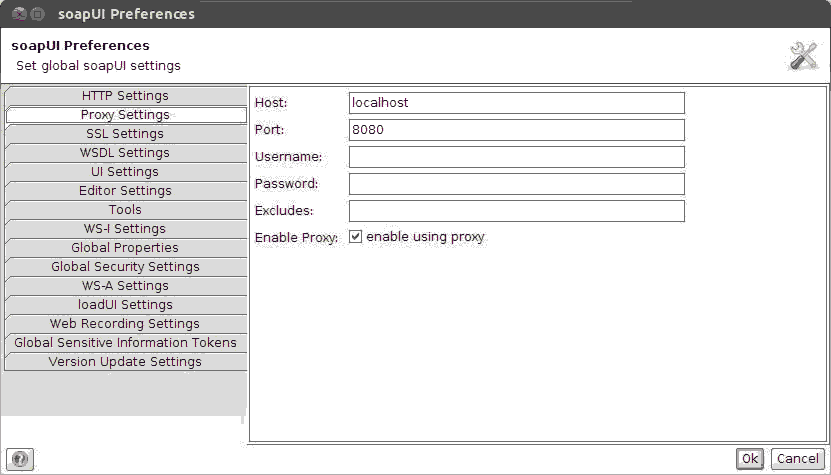 soapUI Preferences
soapUI Preferences
Set global soapUI settings
HTTP Settings
Proxy Settings
SSL Settings
WSDL Settings
UI Settings
Editor Settings
Tools
WS-I Settings
Global Properties
Global Security Settings
WS-A Settings
loadUI Settings
Web Recording Settings
Global Sensitive Information Tokens
Version Update Settings
Host: localhost
Port: 8080
Username:
Password:
Excludes:
Enable Proxy: enable using proxy
Ok Cancel